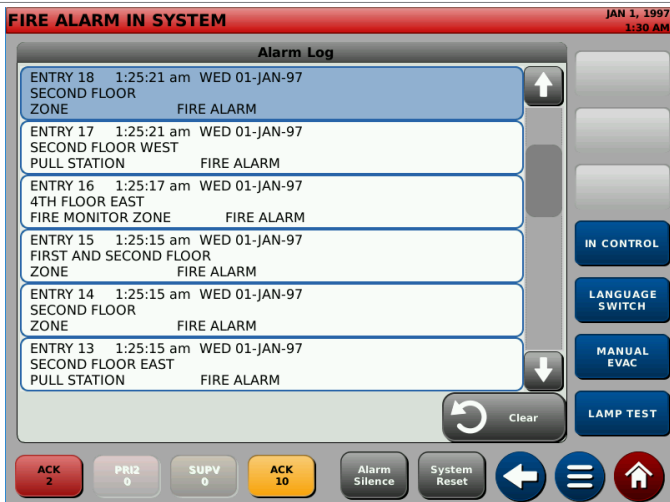 FIRE ALARM IN SYSTEM
JAN 1, 1997
1:30 AM
Alarm Log
ENTRY 18 1:25:21 am WED 01-JAN-97
SECOND FLOOR
ZONE FIRE ALARM
ENTRY 17 1:25:21 am WED 01-JAN-97
SECOND FLOOR WEST
PULL STATION FIRE ALARM
ENTRY 16 1:25:17 am WED 01-JAN-97
4TH FLOOR EAST
FIRE MONITOR ZONE FIRE ALARM
ENTRY 15 1:25:15 am WED 01-JAN-97
FIRST AND SECOND FLOOR
ZONE FIRE ALARM
ENTRY 14 1:25:15 am WED 01-JAN-97
SECOND FLOOR
ZONE FIRE ALARM
ENTRY 13 1:25:15 am WED 01-JAN-97
SECOND FLOOR EAST
PULL STATION FIRE ALARM
Clear
IN CONTROL
LANGUAGE
SWITCH
MANUAL
EVAC
LAMP TEST
ACK
2
PRI2
0
SUPV
0
ACK
10
Alarm
Silence
System
Reset